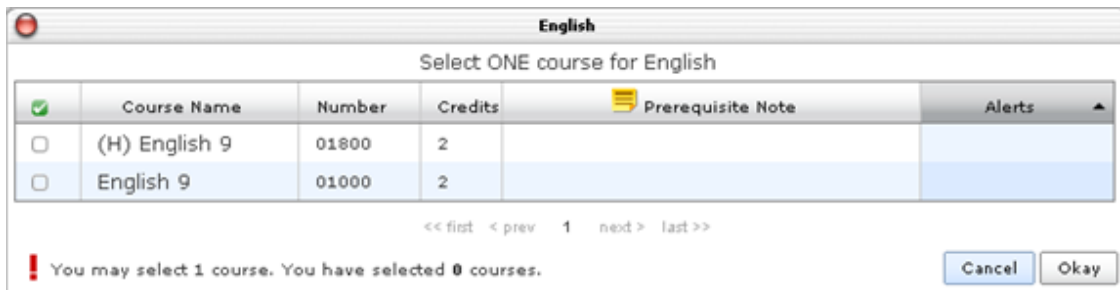 English
Select ONE course for English
Course Name Number Credits Prerequisite Note Alerts
(H) English 9 01800 2
English 9 01000 2
<< first < prev 1 next > last >>
You may select 1 course. You have selected 0 courses.
Cancel Okay